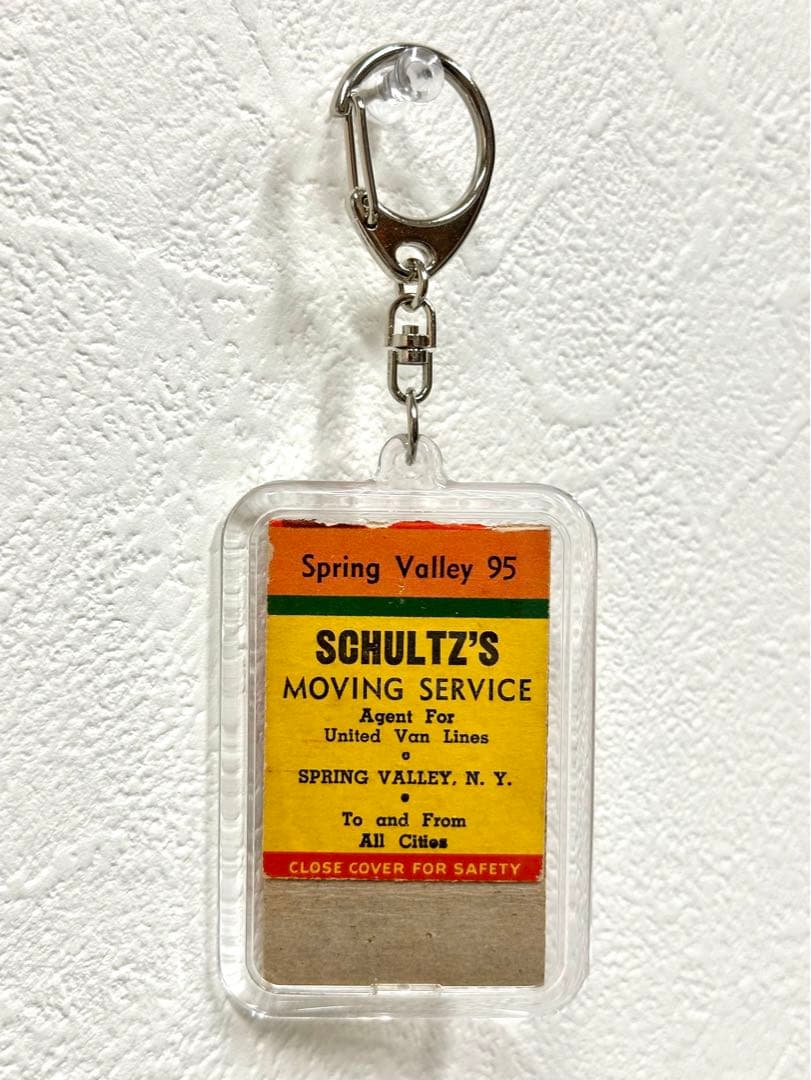 Spring Valley 95
SCHULTZ'S
MOVING SERVICE
Agent For
United Van Lines
SPRING VALLEY, N. Y.
To and From
All Cities
CLOSE COVER FOR SAFETY